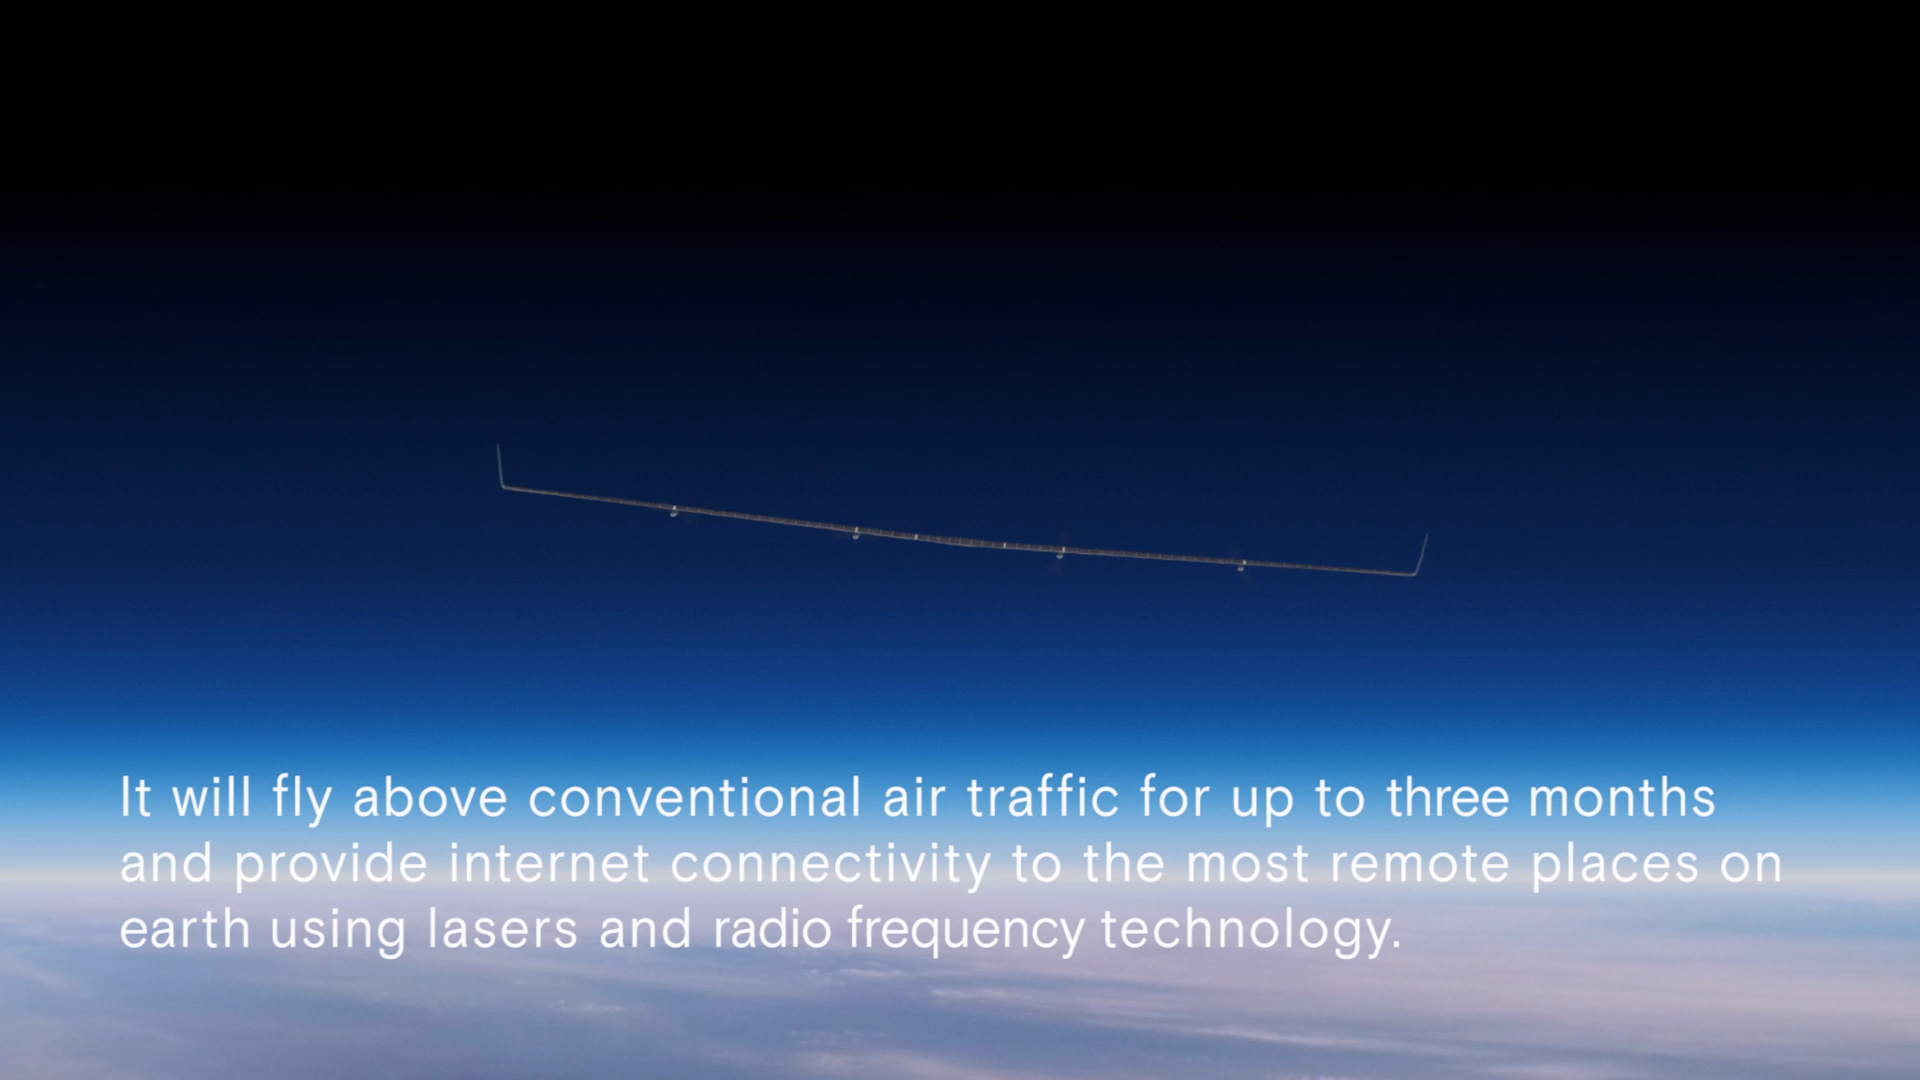 It will fly above conventional air traffic for up to three months
and provide internet connectivity to the most remote places on
earth using lasers and radio frequency technology.